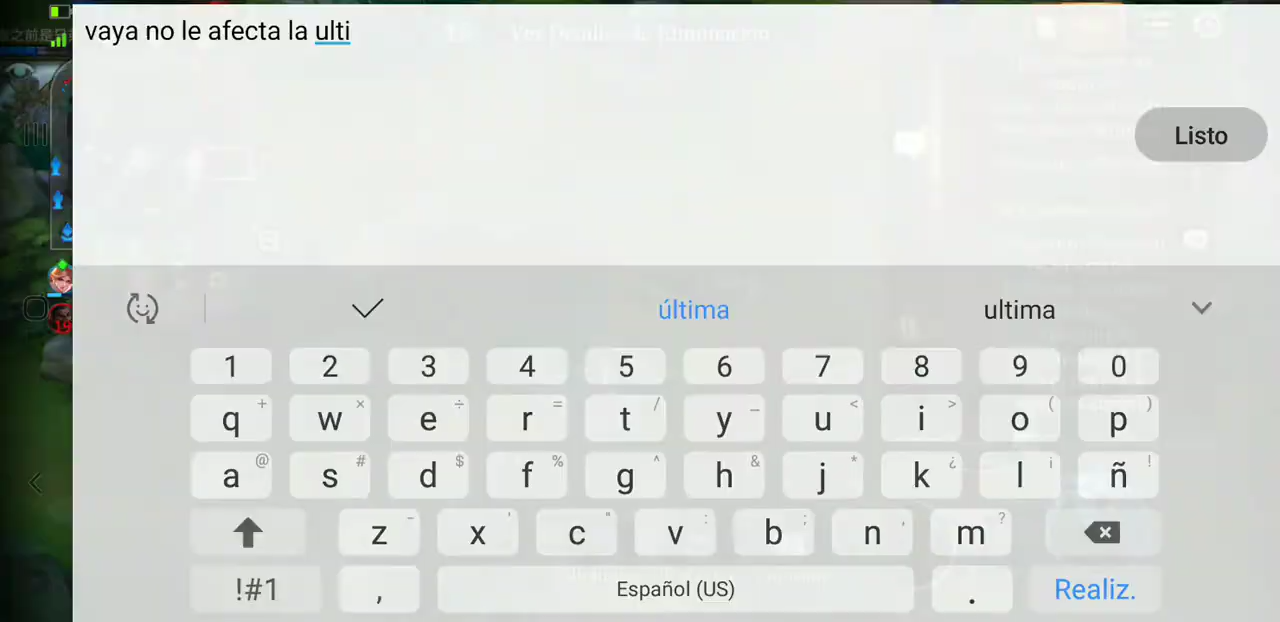 vaya no le afecta la ulti
Listo
última ultima
1 2 3 4 5 6 7 8 9 0
q + w × e ÷ r = t / y _ u < i > o ( p )
a @ s # d $ f % g ^ h & j * k ¿ l ¡ ñ !
z - x ' c " v : b ; n , m ?
!#1 , Español (US) . Realiz.
19